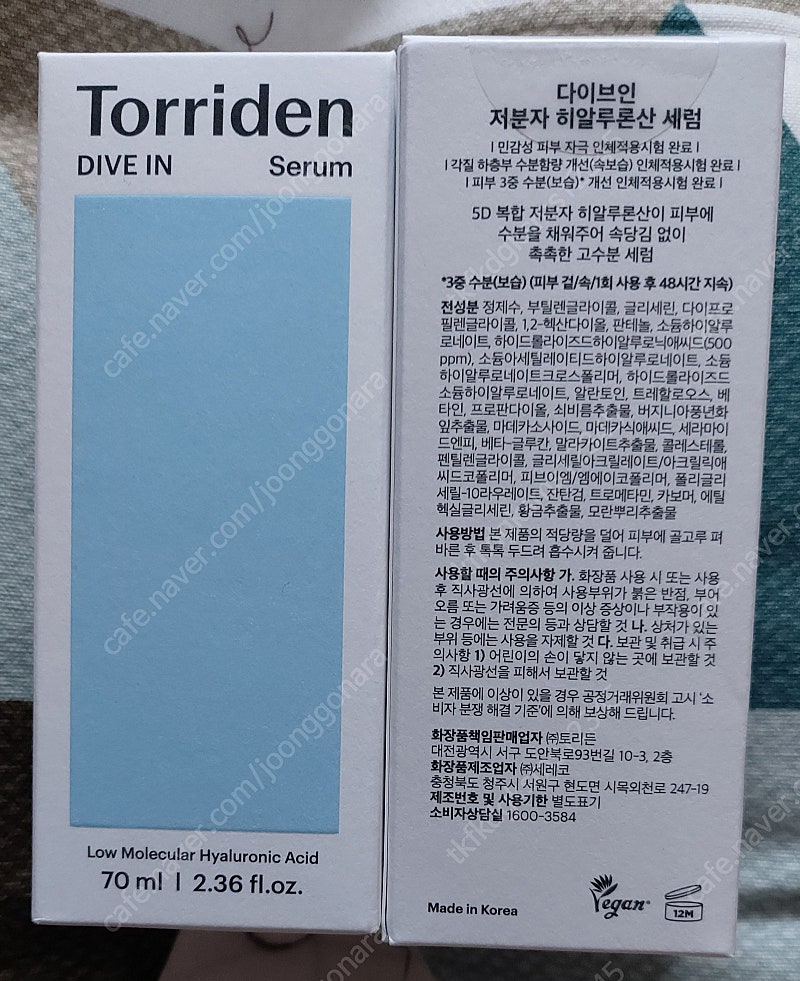 Torriden
DIVE IN Serum
Low Molecular Hyaluronic Acid
70 ml | 2.36 fl.oz.
다이브인
저분자 히알루론산 세럼
| 민감성 피부 자극 인체적용시험 완료 |
| 각질 하층부 수분함량 개선(속보습) 인체적용시험 완료 |
| 피부 3중 수분(보습)* 개선 인체적용시험 완료 |
5D 복합 저분자 히알루론산이 피부에
수분을 채워주어 속당김 없이
촉촉한 고수분 세럼
*3중 수분(보습) (피부 겉/속/1회 사용 후 48시간 지속)
전성분 정제수, 부틸렌글라이콜, 글리세린, 다이프로
필렌글라이콜, 1,2-헥산다이올, 판테놀, 소듐하이알루
로네이트, 하이드롤라이즈드하이알루로닉애씨드(500
ppm), 소듐아세틸레이티드하이알루로네이트, 소듐
하이알루로네이트크로스폴리머, 하이드롤라이즈드
소듐하이알루로네이트, 알란토인, 트레할로오스, 베
타인, 프로판다이올, 쇠비름추출물, 버지니아풍년화
잎추출물, 마데카소사이드, 마데카식애씨드, 세라마이
드엔피, 베타-글루칸, 말라카이트추출물, 콜레스테롤,
펜틸렌글라이콜, 글리세릴아크릴레이트/아크릴릭애
씨드코폴리머, 피브이엠/엠에이코폴리머, 폴리글리
세릴-10라우레이트, 잔탄검, 트로메타민, 카보머, 에틸
헥실글리세린, 황금추출물, 모란뿌리추출물
사용방법 본 제품의 적당량을 덜어 피부에 골고루 펴
바른 후 톡톡 두드려 흡수시켜 줍니다.
사용할 때의 주의사항 가. 화장품 사용 시 또는 사용
후 직사광선에 의하여 사용부위가 붉은 반점, 부어
오름 또는 가려움증 등의 이상 증상이나 부작용이 있
는 경우에는 전문의 등과 상담할 것 나. 상처가 있는
부위 등에는 사용을 자제할 것 다. 보관 및 취급 시 주
의사항 1) 어린이의 손이 닿지 않는 곳에 보관할 것
2) 직사광선을 피해서 보관할 것
본 제품에 이상이 있을 경우 공정거래위원회 고시 '소
비자 분쟁 해결 기준'에 의해 보상해 드립니다.
화장품책임판매업자 ㈜토리든
대전광역시 서구 도안북로93번길 10-3, 2층
화장품제조업자 ㈜세레코
충청북도 청주시 서원구 현도면 시목외천로 247-19
제조번호 및 사용기한 별도표기
소비자상담실 1600-3584
Made in Korea
Vegan
12M
cafe.naver.com/joonggonara
cafe.naver.com/joonggonara
cafe.naver.com/joonggonara